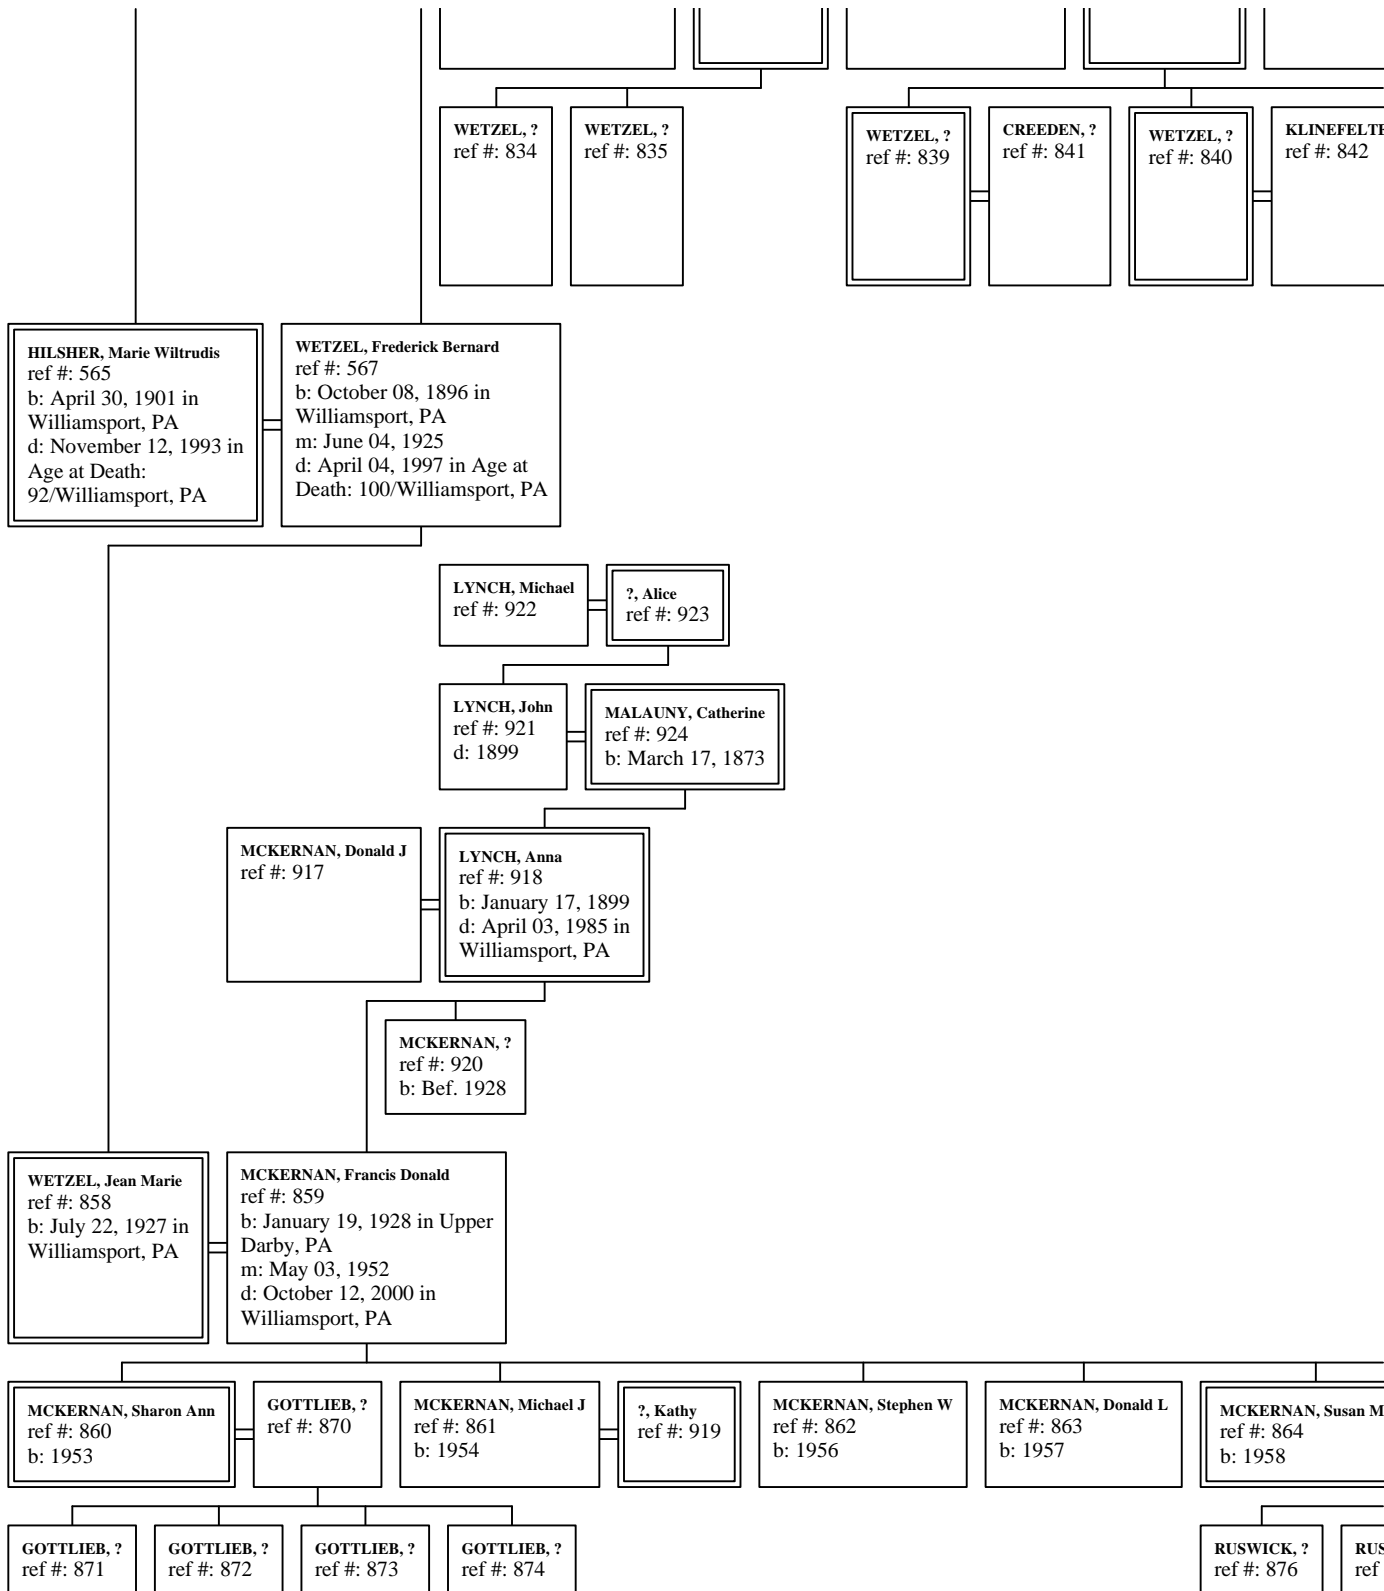 WETZEL, ?
ref #: 834
WETZEL, ?
ref #: 835
WETZEL, ?
ref #: 839
CREEDEN, ?
ref #: 841
WETZEL, ?
ref #: 840
KLINEFELTE
ref #: 842
HILSHER, Marie Wiltrudis
ref #: 565
b: April 30, 1901 in
Williamsport, PA
d: November 12, 1993 in
Age at Death:
92/Williamsport, PA
WETZEL, Frederick Bernard
ref #: 567
b: October 08, 1896 in
Williamsport, PA
m: June 04, 1925
d: April 04, 1997 in Age at
Death: 100/Williamsport, PA
LYNCH, Michael
ref #: 922
?, Alice
ref #: 923
LYNCH, John
ref #: 921
d: 1899
MALAUNY, Catherine
ref #: 924
b: March 17, 1873
MCKERNAN, Donald J
ref #: 917
LYNCH, Anna
ref #: 918
b: January 17, 1899
d: April 03, 1985 in
Williamsport, PA
MCKERNAN, ?
ref #: 920
b: Bef. 1928
WETZEL, Jean Marie
ref #: 858
b: July 22, 1927 in
Williamsport, PA
MCKERNAN, Francis Donald
ref #: 859
b: January 19, 1928 in Upper
Darby, PA
m: May 03, 1952
d: October 12, 2000 in
Williamsport, PA
MCKERNAN, Sharon Ann
ref #: 860
b: 1953
GOTTLIEB, ?
ref #: 870
MCKERNAN, Michael J
ref #: 861
b: 1954
?, Kathy
ref #: 919
MCKERNAN, Stephen W
ref #: 862
b: 1956
MCKERNAN, Donald L
ref #: 863
b: 1957
MCKERNAN, Susan M
ref #: 864
b: 1958
GOTTLIEB, ?
ref #: 871
GOTTLIEB, ?
ref #: 872
GOTTLIEB, ?
ref #: 873
GOTTLIEB, ?
ref #: 874
RUSWICK, ?
ref #: 876
RUS
ref